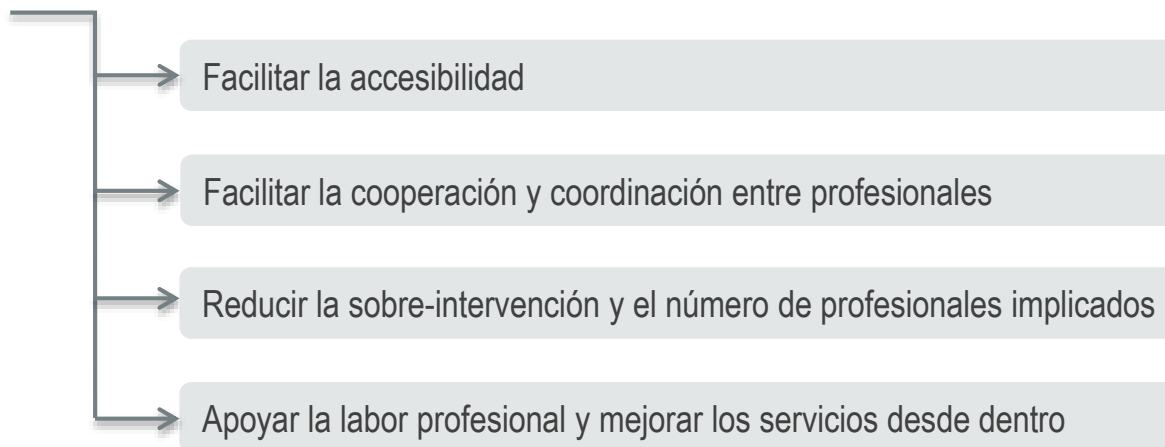 Facilitar la accesibilidad
Facilitar la cooperación y coordinación entre profesionales
Reducir la sobre-intervención y el número de profesionales implicados
Apoyar la labor profesional y mejorar los servicios desde dentro